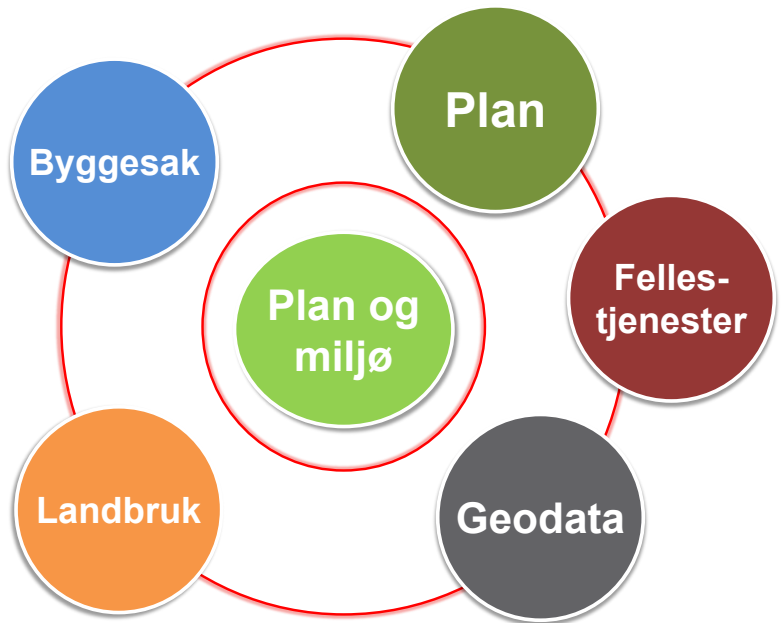 Plan
Byggesak
Felles-
tjenester
Plan og
miljø
Landbruk
Geodata